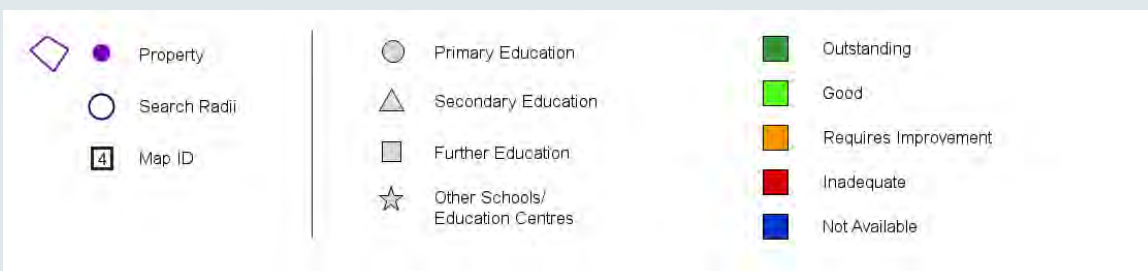 Property
Search Radii
4 Map ID
Primary Education
Secondary Education
Further Education
Other Schools/
Education Centres
Outstanding
Good
Requires Improvement
Inadequate
Not Available